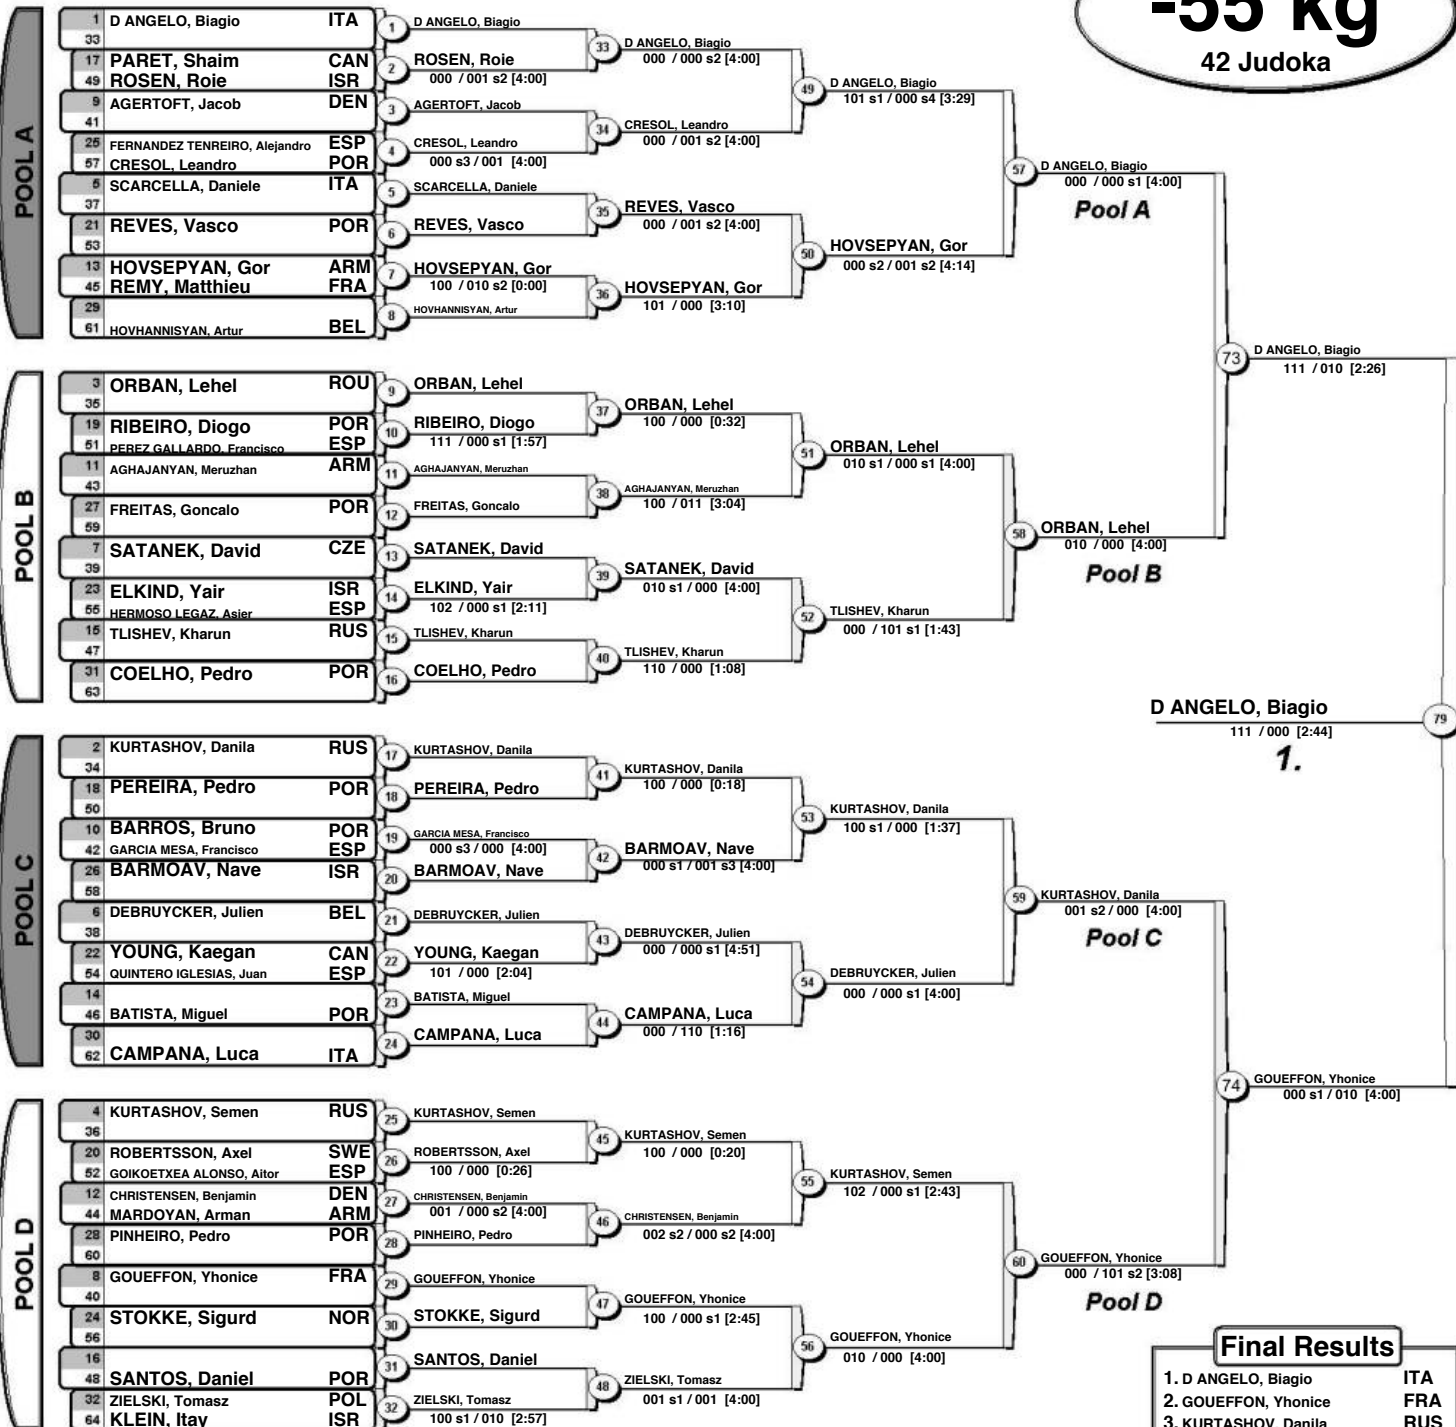 -55 kg
42 Judoka
POOL A
1 D ANGELO, Biagio ITA
33
17 PARET, Shaim CAN
49 ROSEN, Roie ISR
9 AGERTOFT, Jacob DEN
41
25 FERNANDEZ TENREIRO, Alejandro ESP
57 CRESOL, Leandro POR
5 SCARCELLA, Daniele ITA
37
21 REVES, Vasco POR
53
13 HOVSEPYAN, Gor ARM
45 REMY, Matthieu FRA
29
61 HOVHANNISYAN, Artur BEL
1 D ANGELO, Biagio
2 ROSEN, Roie
000 / 001 s2 [4:00]
3 AGERTOFT, Jacob
4 CRESOL, Leandro
000 s3 / 001 [4:00]
5 SCARCELLA, Daniele
6 REVES, Vasco
7 HOVSEPYAN, Gor
100 / 010 s2 [0:00]
8 HOVHANNISYAN, Artur
33 D ANGELO, Biagio
000 / 000 s2 [4:00]
34 CRESOL, Leandro
000 / 001 s2 [4:00]
35 REVES, Vasco
000 / 001 s2 [4:00]
36 HOVSEPYAN, Gor
101 / 000 [3:10]
49 D ANGELO, Biagio
101 s1 / 000 s4 [3:29]
50 HOVSEPYAN, Gor
000 s2 / 001 s2 [4:14]
57 D ANGELO, Biagio
000 / 000 s1 [4:00]
Pool A
POOL B
3 ORBAN, Lehel ROU
35
19 RIBEIRO, Diogo POR
51 PEREZ GALLARDO, Francisco ESP
11 AGHAJANYAN, Meruzhan ARM
43
27 FREITAS, Goncalo POR
59
7 SATANEK, David CZE
39
23 ELKIND, Yair ISR
55 HERMOSO LEGAZ, Asier ESP
15 TLISHEV, Kharun RUS
47
31 COELHO, Pedro POR
63
9 ORBAN, Lehel
10 RIBEIRO, Diogo
111 / 000 s1 [1:57]
11 AGHAJANYAN, Meruzhan
12 FREITAS, Goncalo
13 SATANEK, David
14 ELKIND, Yair
102 / 000 s1 [2:11]
15 TLISHEV, Kharun
16 COELHO, Pedro
37 ORBAN, Lehel
100 / 000 [0:32]
38 AGHAJANYAN, Meruzhan
100 / 011 [3:04]
39 SATANEK, David
010 s1 / 000 [4:00]
40 TLISHEV, Kharun
110 / 000 [1:08]
51 ORBAN, Lehel
010 s1 / 000 s1 [4:00]
52 TLISHEV, Kharun
000 / 101 s1 [1:43]
58 ORBAN, Lehel
010 / 000 [4:00]
Pool B
73 D ANGELO, Biagio
111 / 010 [2:26]
D ANGELO, Biagio 79
111 / 000 [2:44]
1.
POOL C
2 KURTASHOV, Danila RUS
34
18 PEREIRA, Pedro POR
50
10 BARROS, Bruno POR
42 GARCIA MESA, Francisco ESP
26 BARMOAV, Nave ISR
58
6 DEBRUYCKER, Julien BEL
38
22 YOUNG, Kaegan CAN
54 QUINTERO IGLESIAS, Juan ESP
14
46 BATISTA, Miguel POR
30
62 CAMPANA, Luca ITA
17 KURTASHOV, Danila
18 PEREIRA, Pedro
19 GARCIA MESA, Francisco
000 s3 / 000 [4:00]
20 BARMOAV, Nave
21 DEBRUYCKER, Julien
22 YOUNG, Kaegan
101 / 000 [2:04]
23 BATISTA, Miguel
24 CAMPANA, Luca
41 KURTASHOV, Danila
100 / 000 [0:18]
42 BARMOAV, Nave
000 s1 / 001 s3 [4:00]
43 DEBRUYCKER, Julien
000 / 000 s1 [4:51]
44 CAMPANA, Luca
000 / 110 [1:16]
53 KURTASHOV, Danila
100 s1 / 000 [1:37]
54 DEBRUYCKER, Julien
000 / 000 s1 [4:00]
59 KURTASHOV, Danila
001 s2 / 000 [4:00]
Pool C
POOL D
4 KURTASHOV, Semen RUS
36
20 ROBERTSSON, Axel SWE
52 GOIKOETXEA ALONSO, Aitor ESP
12 CHRISTENSEN, Benjamin DEN
44 MARDOYAN, Arman ARM
28 PINHEIRO, Pedro POR
60
8 GOUEFFON, Yhonice FRA
40
24 STOKKE, Sigurd NOR
56
16
48 SANTOS, Daniel POR
32 ZIELSKI, Tomasz POL
64 KLEIN, Itay ISR
25 KURTASHOV, Semen
26 ROBERTSSON, Axel
100 / 000 [0:26]
27 CHRISTENSEN, Benjamin
001 / 000 s2 [4:00]
28 PINHEIRO, Pedro
29 GOUEFFON, Yhonice
30 STOKKE, Sigurd
31 SANTOS, Daniel
32 ZIELSKI, Tomasz
100 s1 / 010 [2:57]
45 KURTASHOV, Semen
100 / 000 [0:20]
46 CHRISTENSEN, Benjamin
002 s2 / 000 s2 [4:00]
47 GOUEFFON, Yhonice
100 / 000 s1 [2:45]
48 ZIELSKI, Tomasz
001 s1 / 001 [4:00]
55 KURTASHOV, Semen
102 / 000 s1 [2:43]
56 GOUEFFON, Yhonice
010 / 000 [4:00]
60 GOUEFFON, Yhonice
000 / 101 s2 [3:08]
Pool D
74 GOUEFFON, Yhonice
000 s1 / 010 [4:00]
Final Results
1. D ANGELO, Biagio ITA
2. GOUEFFON, Yhonice FRA
3. KURTASHOV, Danila RUS